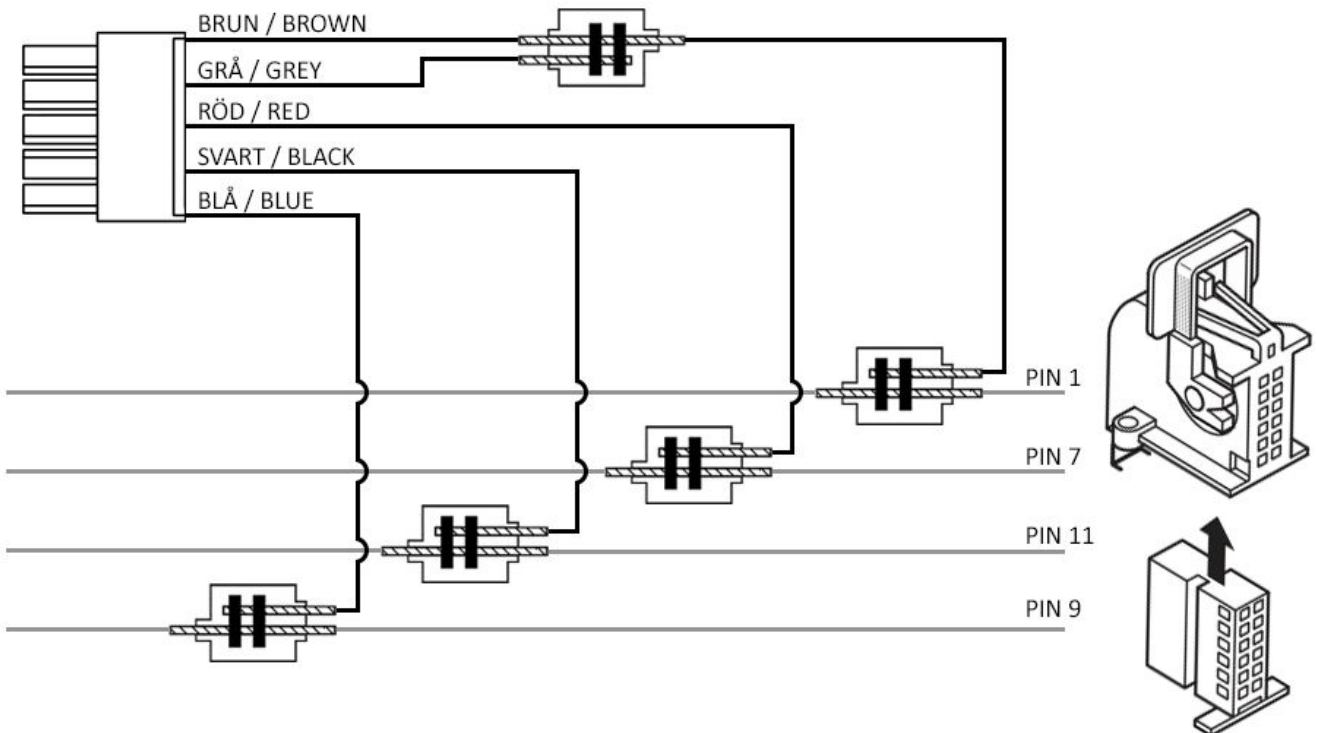 BRUN / BROWN
GRÅ / GREY
RÖD / RED
SVART / BLACK
BLÅ / BLUE
PIN 1
PIN 7
PIN 11
PIN 9